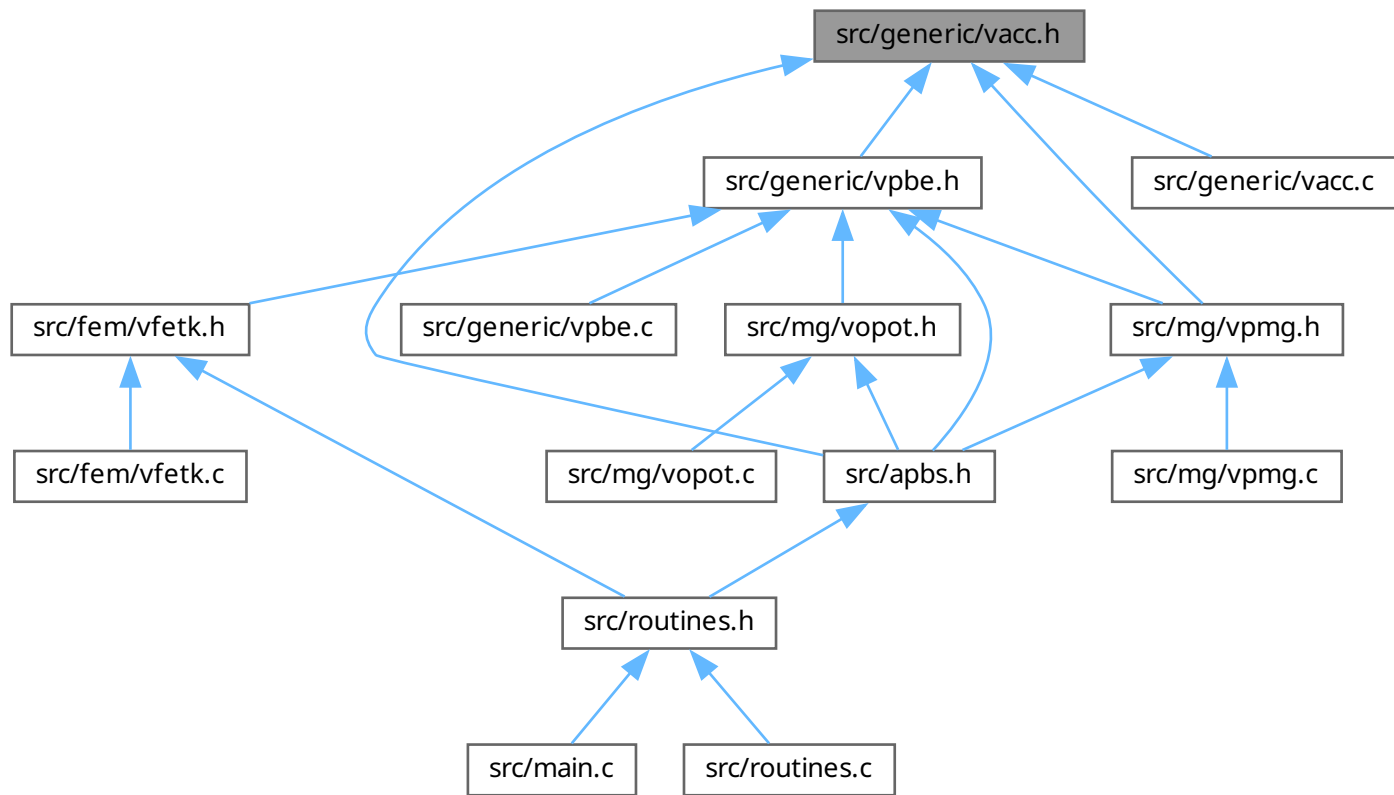 src/generic/vacc.h
src/generic/vpbe.h
src/generic/vacc.c
src/fem/vfetk.h
src/generic/vpbe.c
src/mg/vopot.h
src/mg/vpmg.h
src/fem/vfetk.c
src/mg/vopot.c
src/apbs.h
src/mg/vpmg.c
src/routines.h
src/main.c
src/routines.c